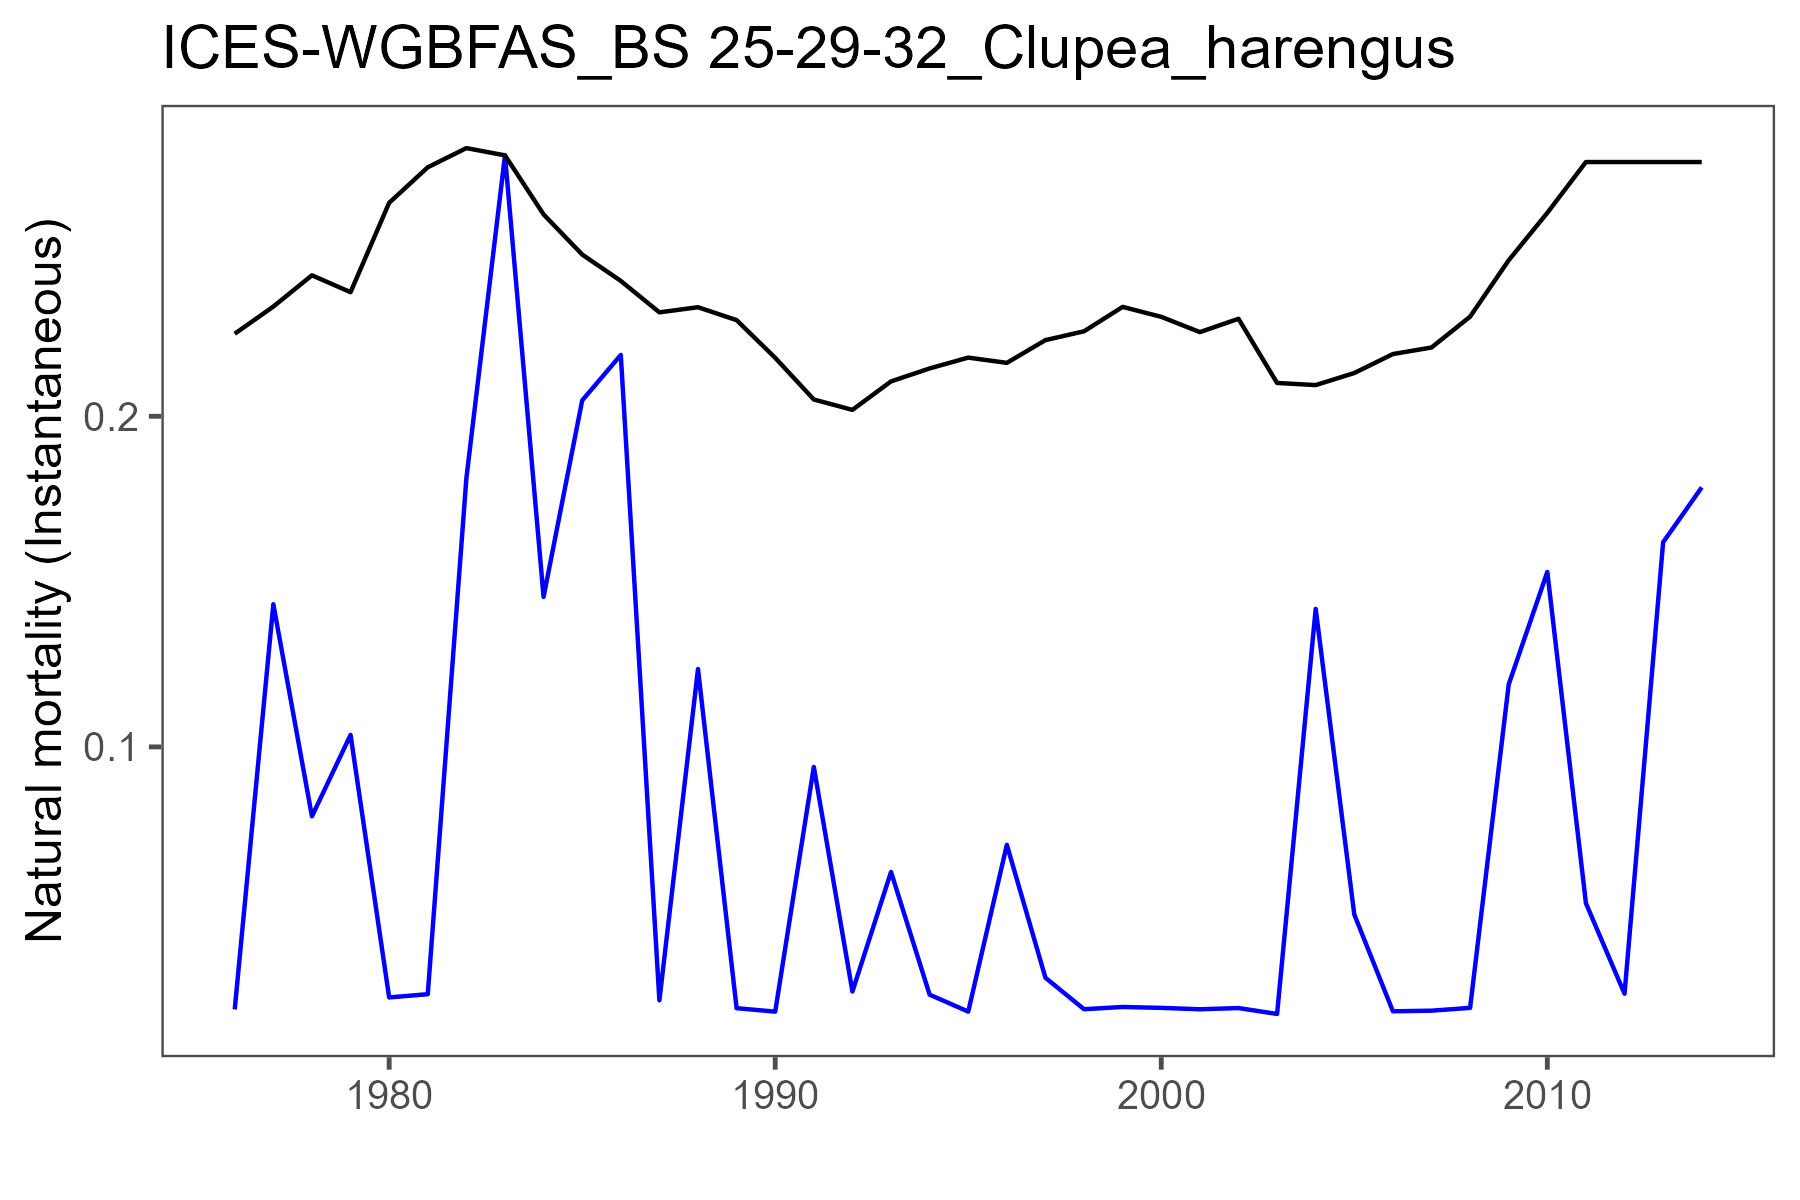 ICES-WGBFAS_BS 25-29-32_Clupea_harengus
Natural mortality (Instantaneous)
0.2
0.1
1980 1990 2000 2010